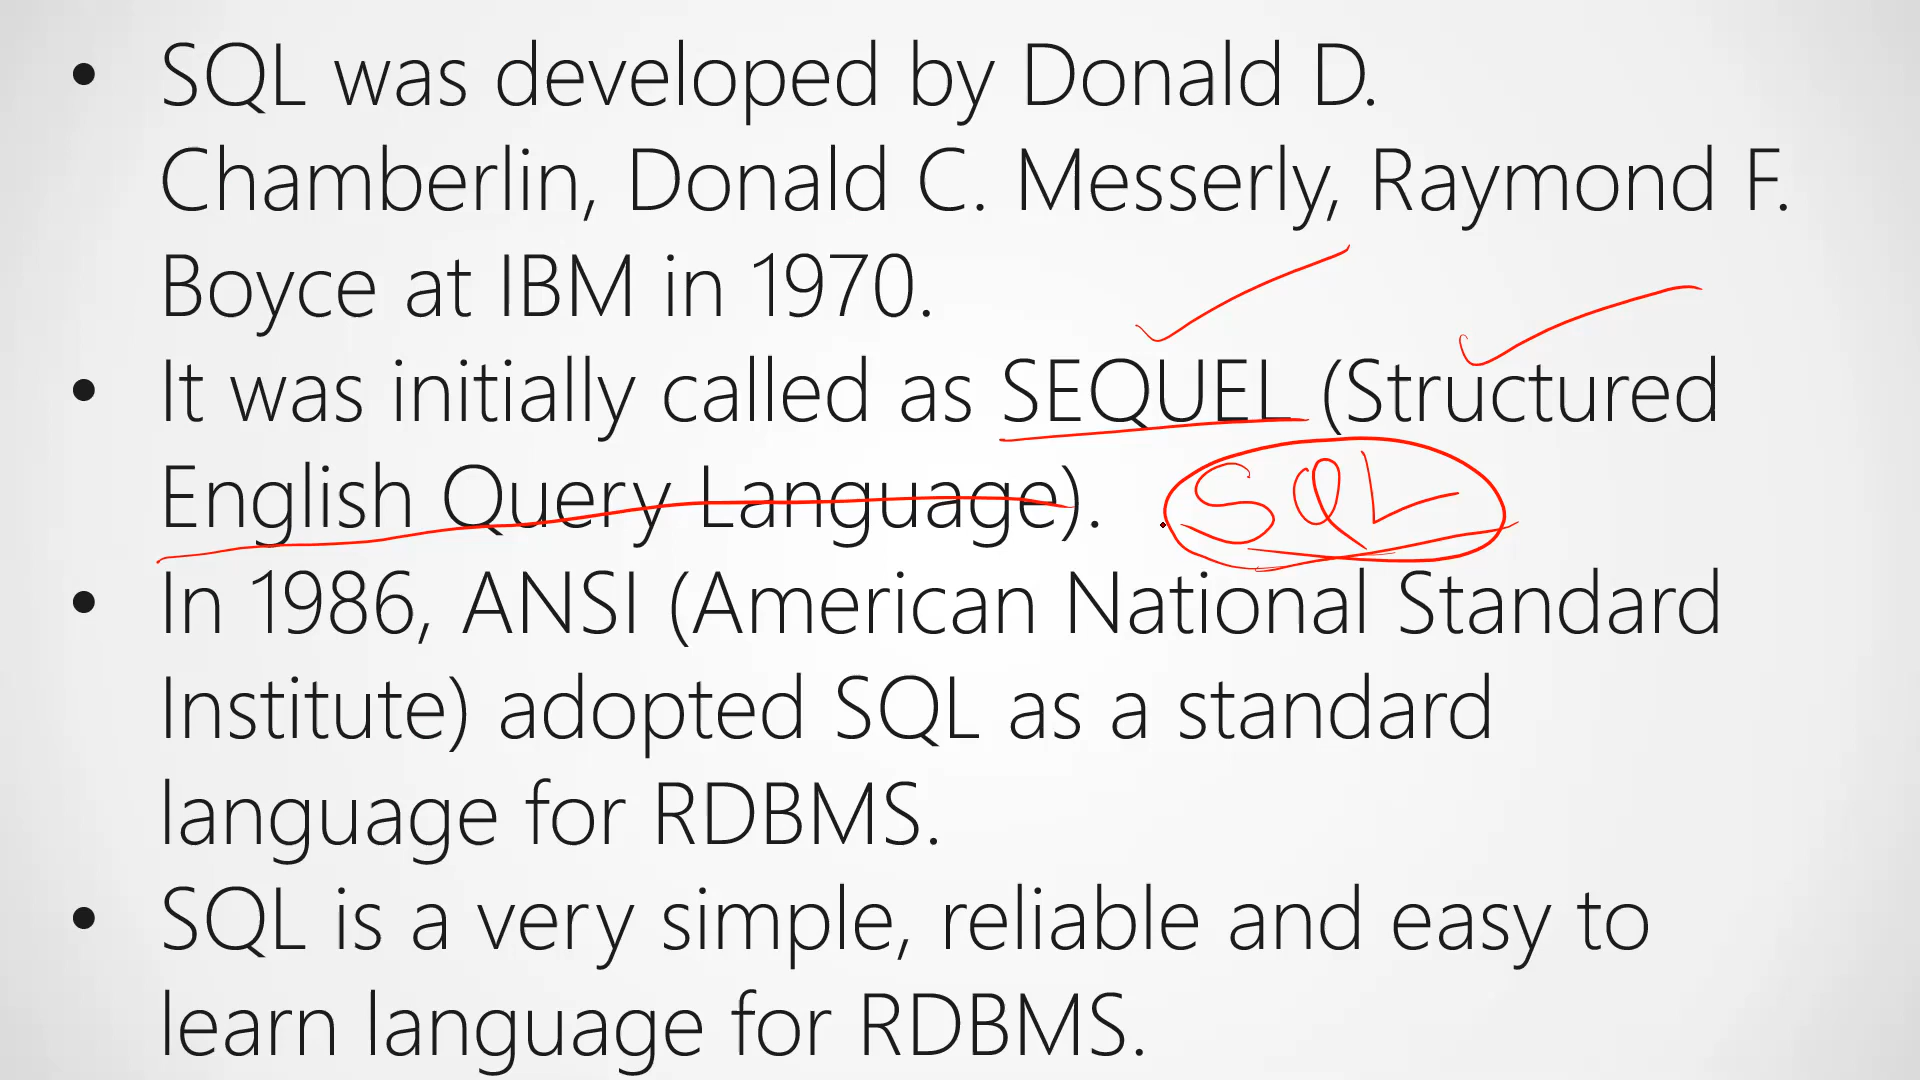 • SQL was developed by Donald D.
Chamberlin, Donald C. Messerly, Raymond F.
Boyce at IBM in 1970.
• It was initially called as SEQUEL (Structured
English Query Language). SQL
• In 1986, ANSI (American National Standard
Institute) adopted SQL as a standard
language for RDBMS.
• SQL is a very simple, reliable and easy to
learn language for RDBMS.